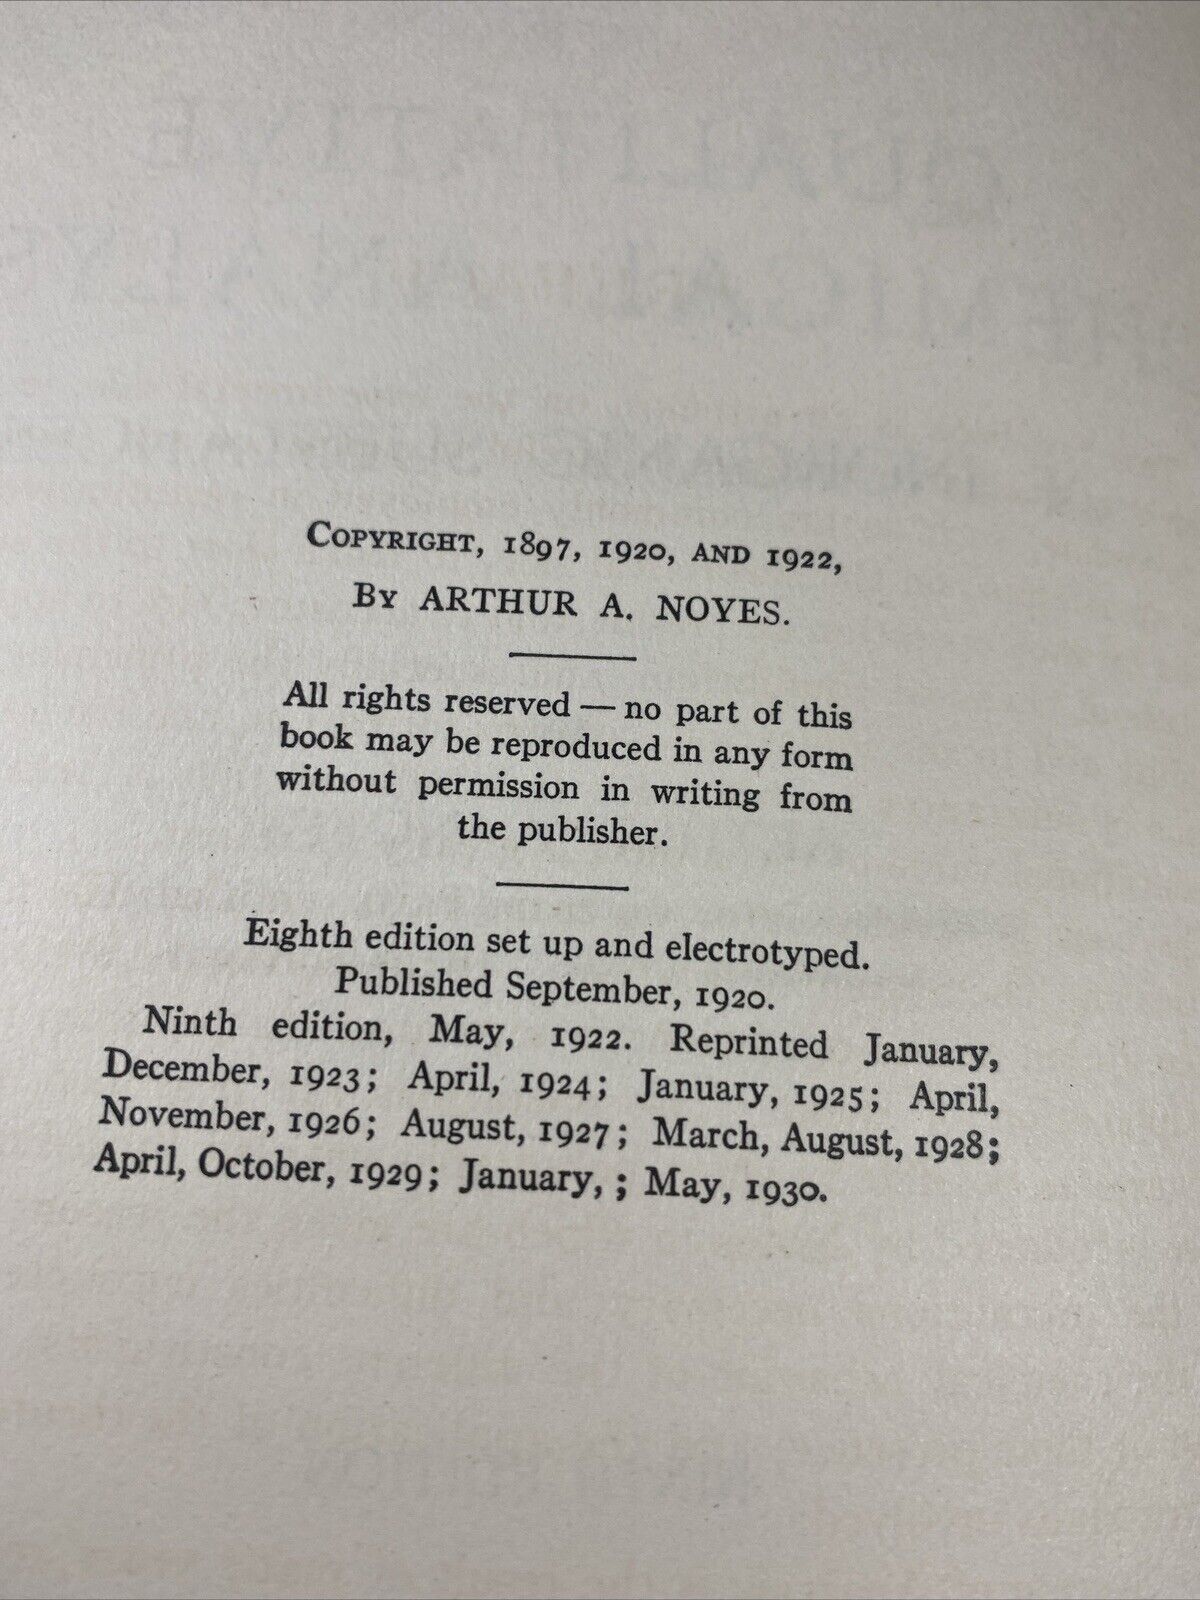 COPYRIGHT, 1897, 1920, AND 1922,
BY ARTHUR A. NOYES.
All rights reserved — no part of this
book may be reproduced in any form
without permission in writing from
the publisher.
Eighth edition set up and electrotyped.
Published September, 1920.
Ninth edition, May, 1922. Reprinted January,
December, 1923; April, 1924; January, 1925; April,
November, 1926; August, 1927; March, August, 1928;
April, October, 1929; January, ; May, 1930.